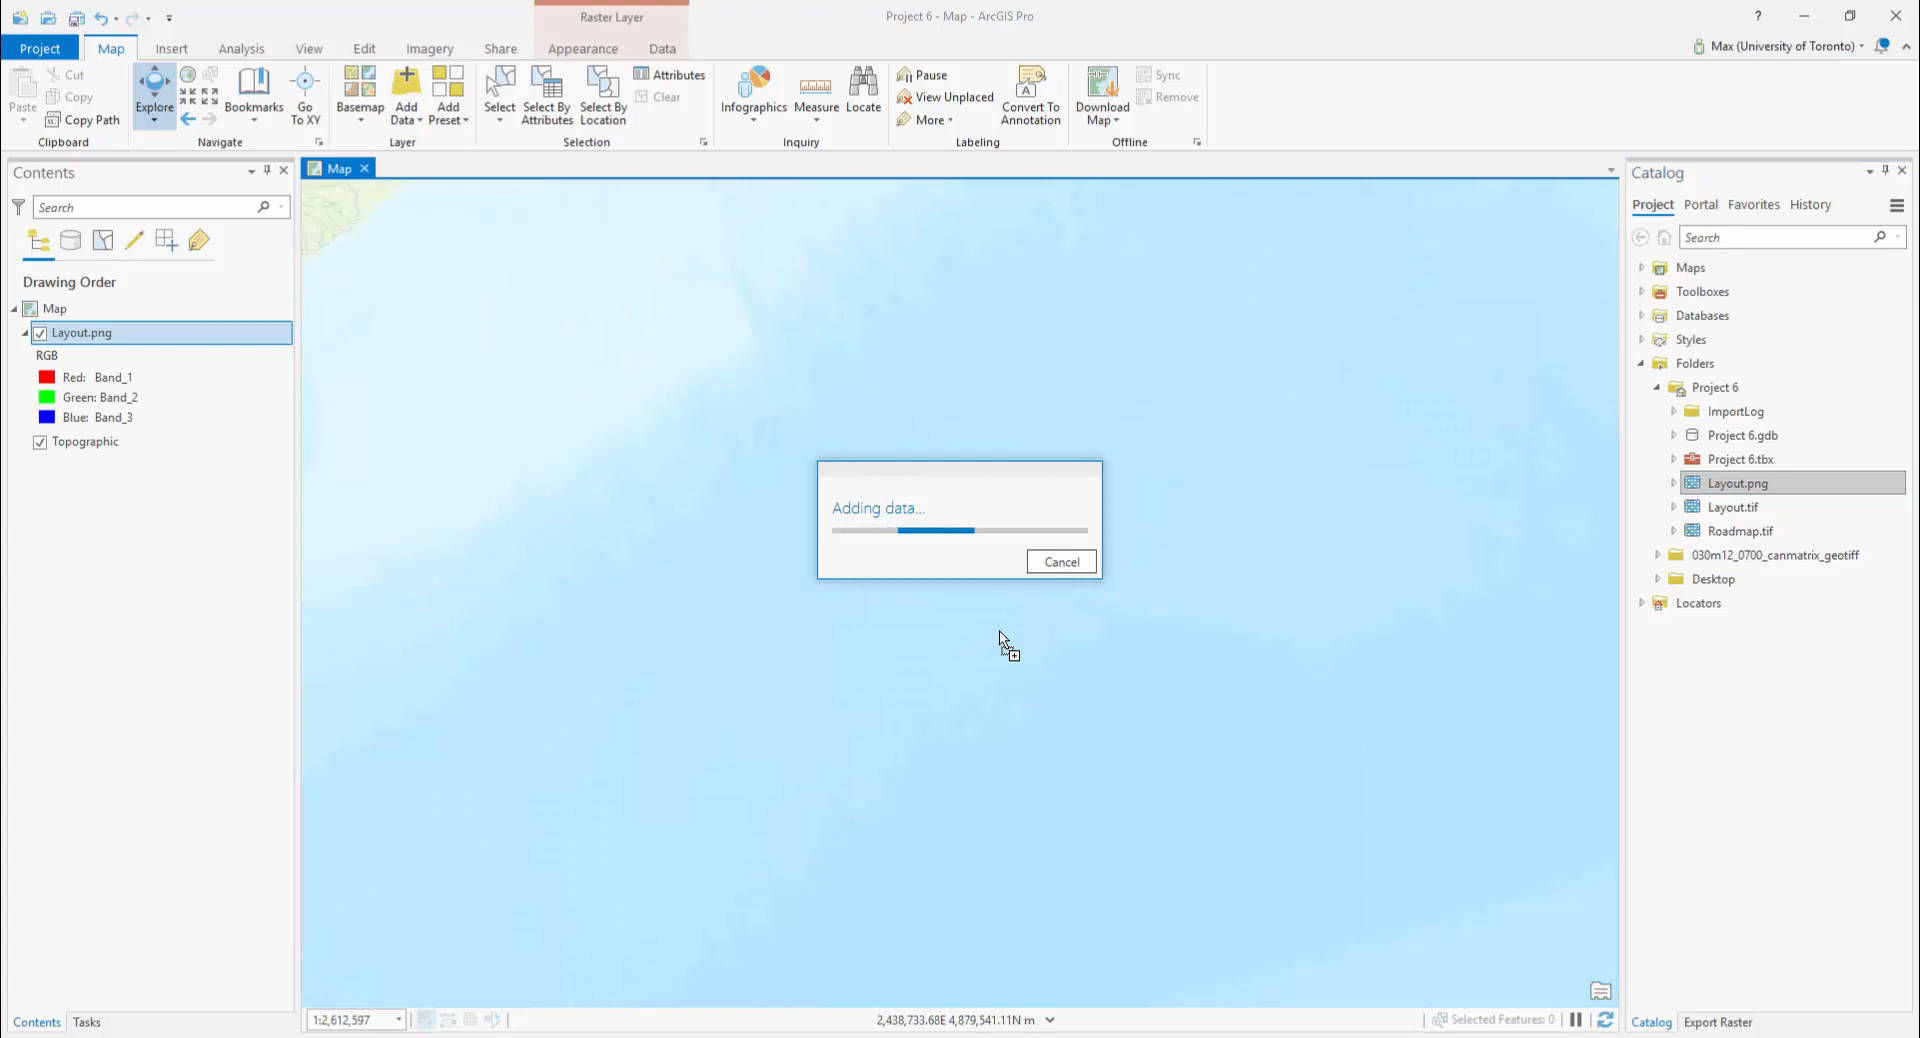 Raster Layer
Project 6 - Map - ArcGIS Pro
?
Project
Map
Insert
Analysis
View
Edit
Imagery
Share
Appearance
Data
Max (University of Toronto)
Paste
Cut
Copy
Copy Path
Clipboard
Explore
Bookmarks
Go
To XY
Navigate
Basemap
Add
Data
Add
Preset
Layer
Select
Select By
Attributes
Select By
Location
Attributes
Clear
Selection
Infographics
Measure
Locate
Inquiry
Pause
View Unplaced
More
Convert To
Annotation
Labeling
Download
Map
Sync
Remove
Offline
Contents
Search
Drawing Order
Map
Layout.png
RGB
Red: Band_1
Green: Band_2
Blue: Band_3
Topographic
Contents
Tasks
Map
Adding data...
Cancel
1:2,612,597
2,438,733.68E 4,879,541.11N m
Selected Features: 0
Catalog
Project
Portal
Favorites
History
Search
Maps
Toolboxes
Databases
Styles
Folders
Project 6
ImportLog
Project 6.gdb
Project 6.tbx
Layout.png
Layout.tif
Roadmap.tif
030m12_0700_canmatrix_geotiff
Desktop
Locators
Catalog
Export Raster